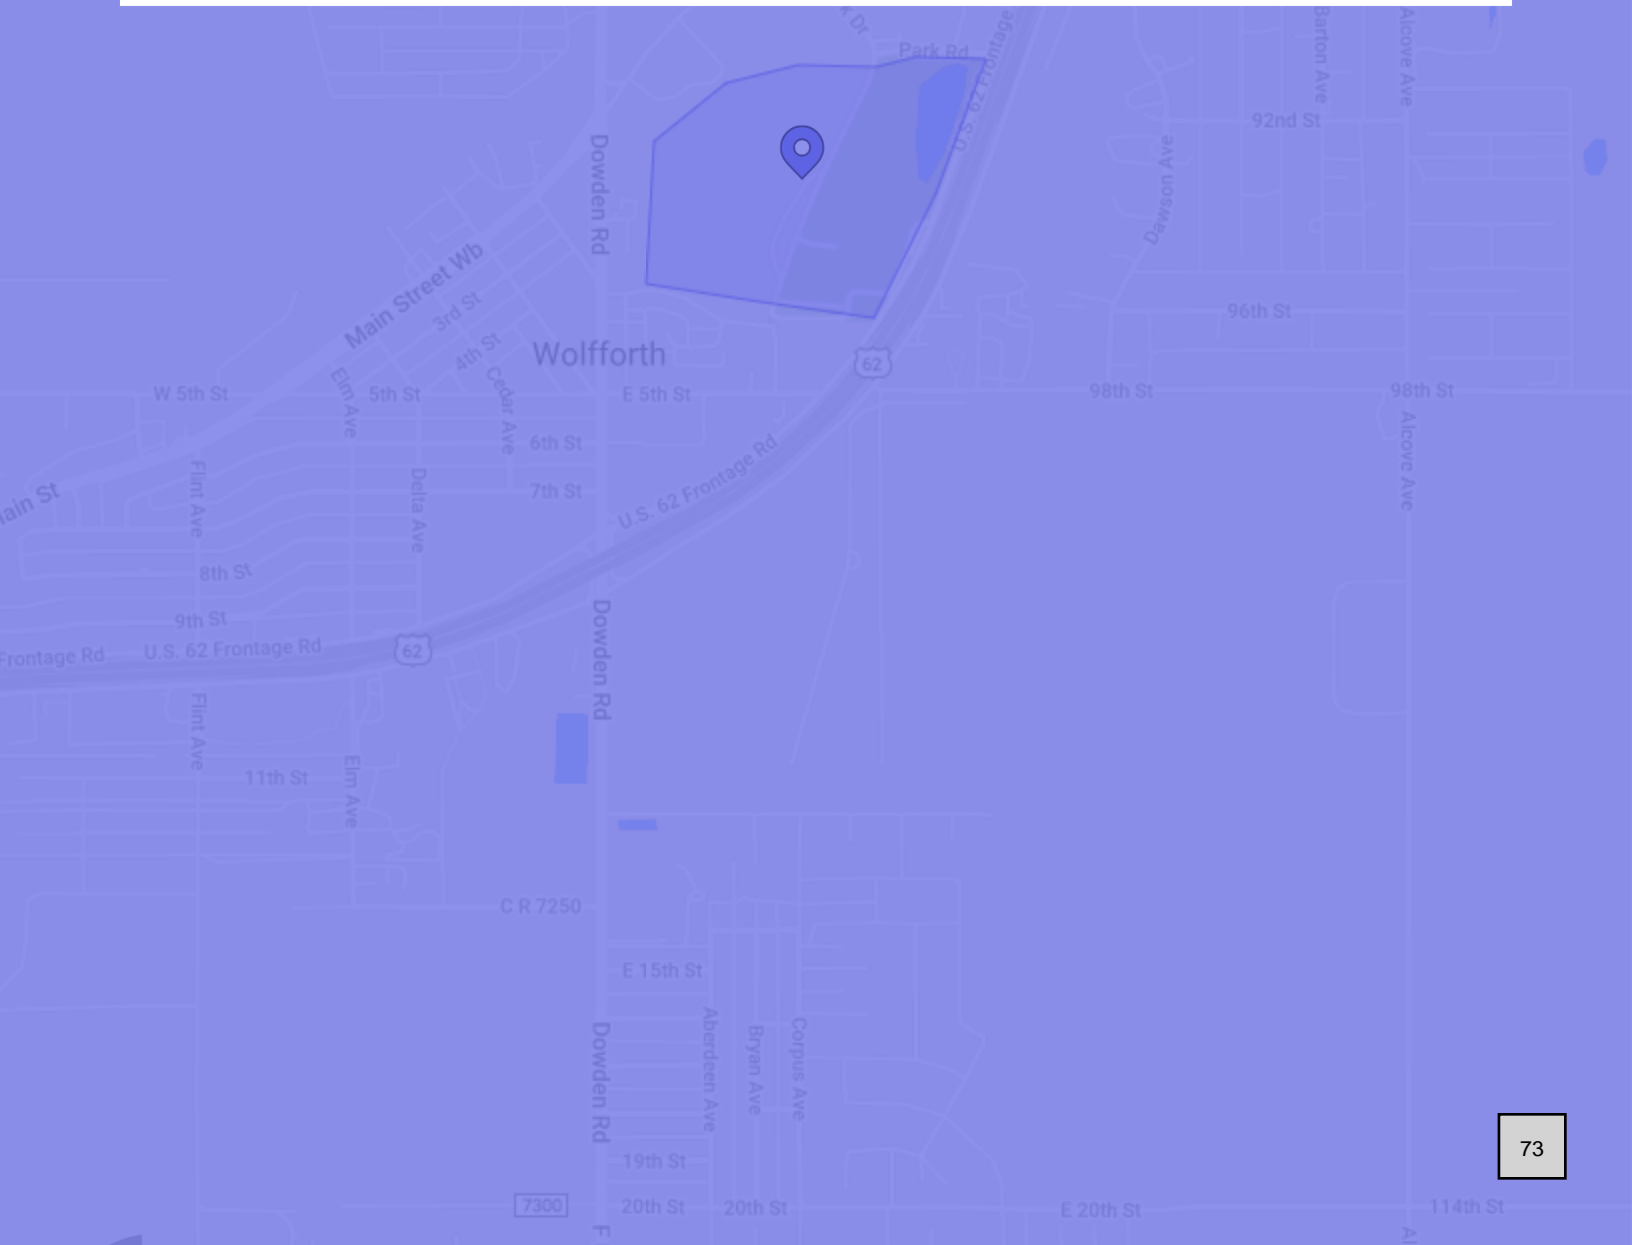 k Dr
Park Rd
U.S. 62 Frontage
Barton Ave
Alcove Ave
92nd St
Dowden Rd
Dawson Ave
Main Street Wb
3rd St
96th St
4th St
Wolfforth
62
W 5th St
Elm Ave
5th St
Cedar Ave
E 5th St
98th St
98th St
Alcove Ave
6th St
U.S. 62 Frontage Rd
Flint Ave
Delta Ave
7th St
ain St
8th St
9th St
Frontage Rd
U.S. 62 Frontage Rd
62
Dowden Rd
Flint Ave
11th St
Elm Ave
C R 7250
E 15th St
Aberdeen Ave
Bryan Ave
Corpus Ave
Dowden Rd
73
19th St
7300
20th St
20th St
E 20th St
114th St
F
Al